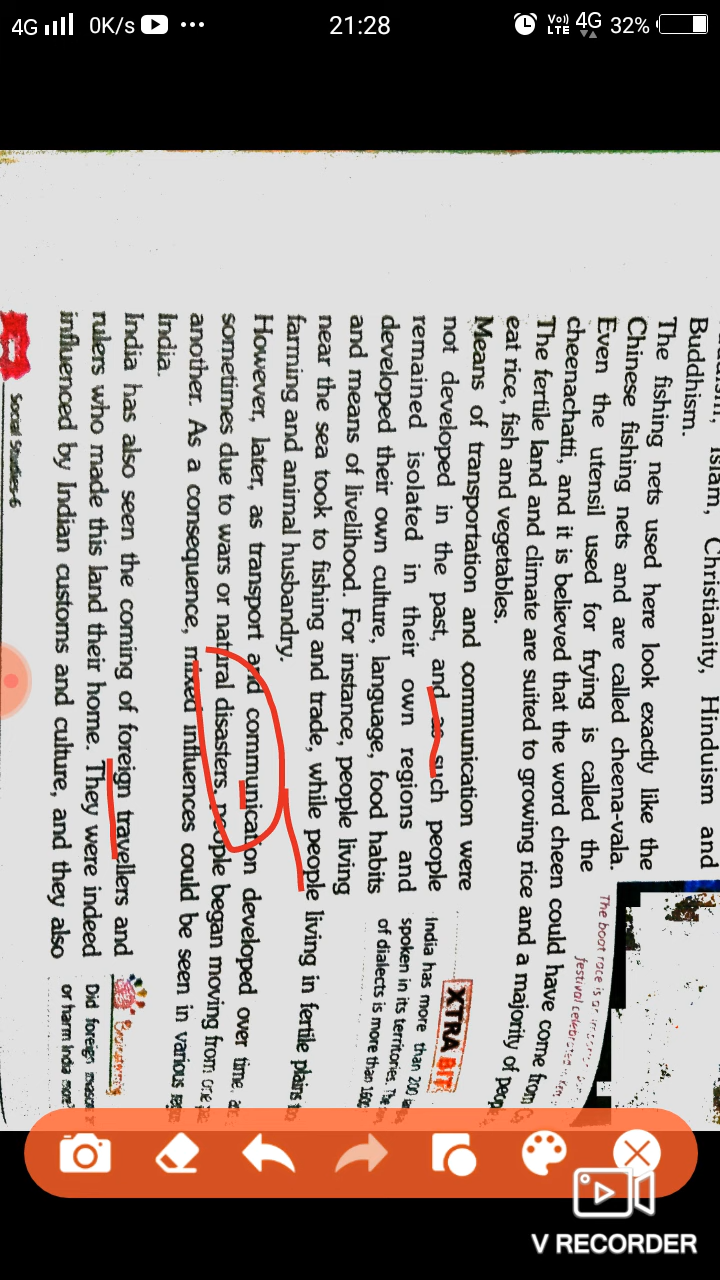 4G 0K/s ... 21:28 Vo)) LTE 4G 32%
Islam, Christianity, Hinduism and
Buddhism.
The fishing nets used here look exactly like the
Chinese fishing nets and are called cheena-vala.
Even the utensil used for frying is called the
cheenachatti, and it is believed that the word cheen could have come from
The fertile land and climate are suited to growing rice and a majority of
eat rice, fish and vegetables.
Means of transportation and communication were
not developed in the past, and as such people
remained isolated in their own regions and
developed their own culture, language, food habits
and means of livelihood. For instance, people living
near the sea took to fishing and trade, while people living in fertile plains
farming and animal husbandry.
However, later, as transport and communication developed over time,
sometimes due to wars or natural disasters, people began moving from
another. As a consequence, mixed influences could be seen in various
India.
India has also seen the coming of foreign travellers and
rulers who made this land their home. They were indeed
influenced by Indian customs and culture, and they also
The boat race is
festival celebrated
XTRA BIT
India has more than 200
spoken in its territories.
of dialects is more than
Did foreign
or harm India more?
Social Studies-6
V RECORDER